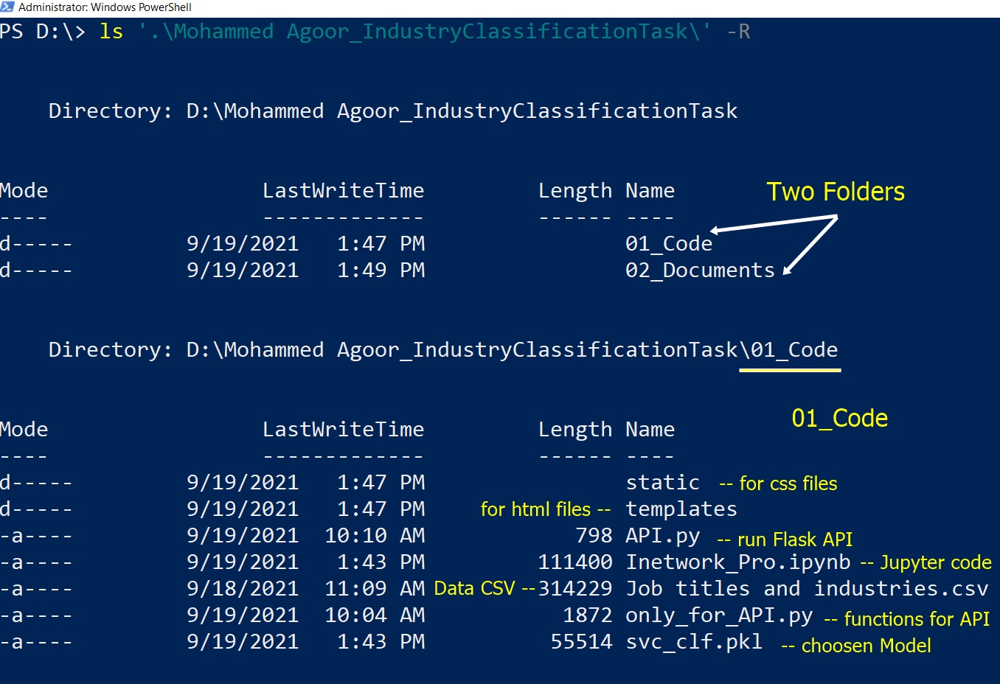 Administrator: Windows PowerShell
PS D:\> ls '.\Mohammed Agoor_IndustryClassificationTask\' -R
Directory: D:\Mohammed Agoor_IndustryClassificationTask
Mode LastWriteTime Length Name Two Folders
---- ------------- ------ ----
d----- 9/19/2021 1:47 PM 01_Code
d----- 9/19/2021 1:49 PM 02_Documents
Directory: D:\Mohammed Agoor_IndustryClassificationTask\01_Code
01_Code
Mode LastWriteTime Length Name
---- ------------- ------ ----
d----- 9/19/2021 1:47 PM static -- for css files
d----- 9/19/2021 1:47 PM for html files -- templates
-a---- 9/19/2021 10:10 AM 798 API.py -- run Flask API
-a---- 9/19/2021 1:43 PM 111400 Inetwork_Pro.ipynb -- Jupyter code
-a---- 9/18/2021 11:09 AM Data CSV --314229 Job titles and industries.csv
-a---- 9/19/2021 10:04 AM 1872 only_for_API.py -- functions for API
-a---- 9/19/2021 1:43 PM 55514 svc_clf.pkl -- choosen Model